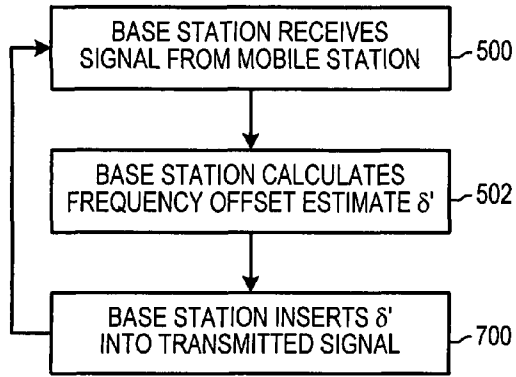 BASE STATION RECEIVES
SIGNAL FROM MOBILE STATION
500
BASE STATION CALCULATES
FREQUENCY OFFSET ESTIMATE δ'
502
BASE STATION INSERTS δ'
INTO TRANSMITTED SIGNAL
700